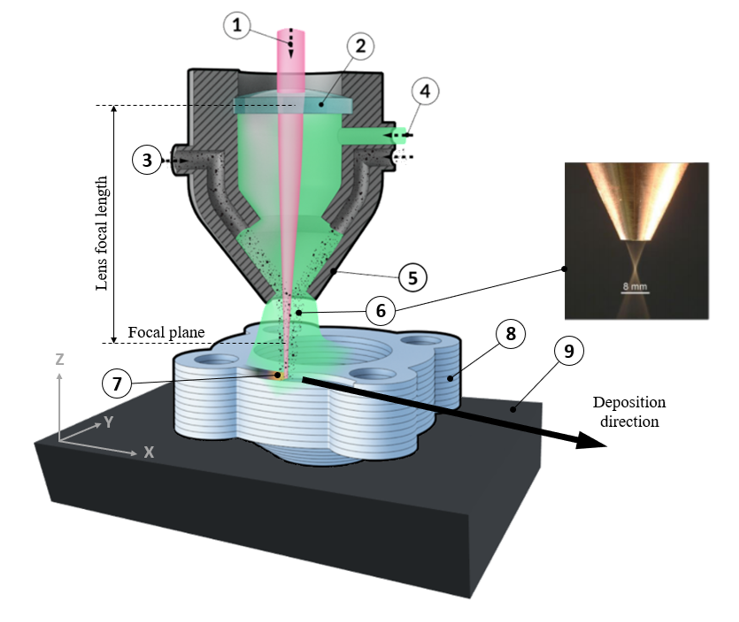 1
2
4
3
Lens focal length
5
8 mm
6
Focal plane
8
9
7
Z
Y
X
Deposition
direction